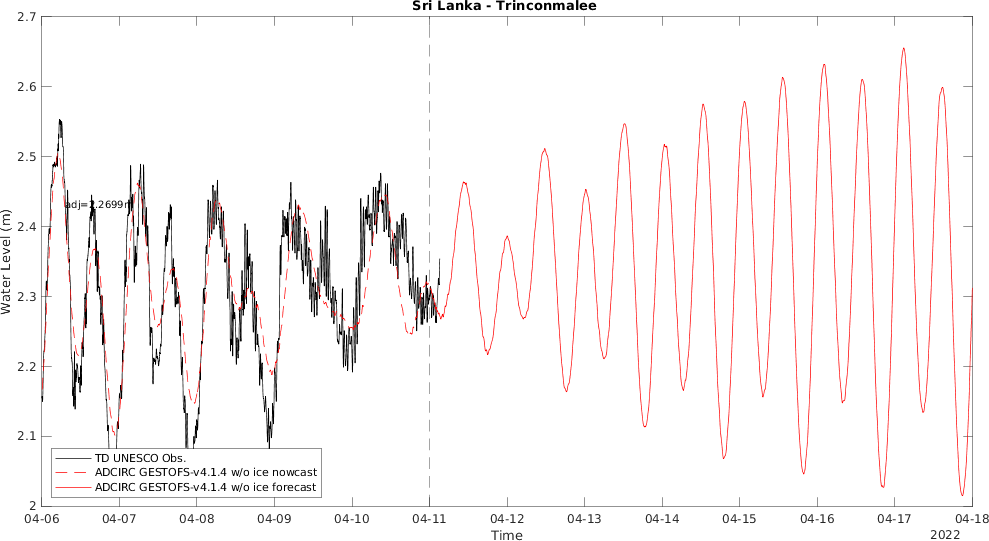 Sri Lanka - Trinconmalee
2.7
2.6
2.5
2.4
2.3
2.2
2.1
2
Water Level (m)
adj=2.2699m
TD UNESCO Obs.
ADCIRC GESTOFS-v4.1.4 w/o ice nowcast
ADCIRC GESTOFS-v4.1.4 w/o ice forecast
04-06 04-07 04-08 04-09 04-10 04-11 04-12 04-13 04-14 04-15 04-16 04-17 04-18
Time
2022